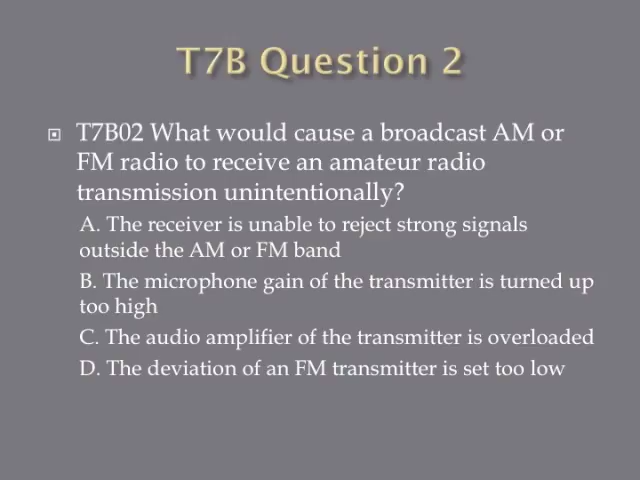 T7B Question 2
T7B02 What would cause a broadcast AM or
FM radio to receive an amateur radio
transmission unintentionally?
A. The receiver is unable to reject strong signals
outside the AM or FM band
B. The microphone gain of the transmitter is turned up
too high
C. The audio amplifier of the transmitter is overloaded
D. The deviation of an FM transmitter is set too low